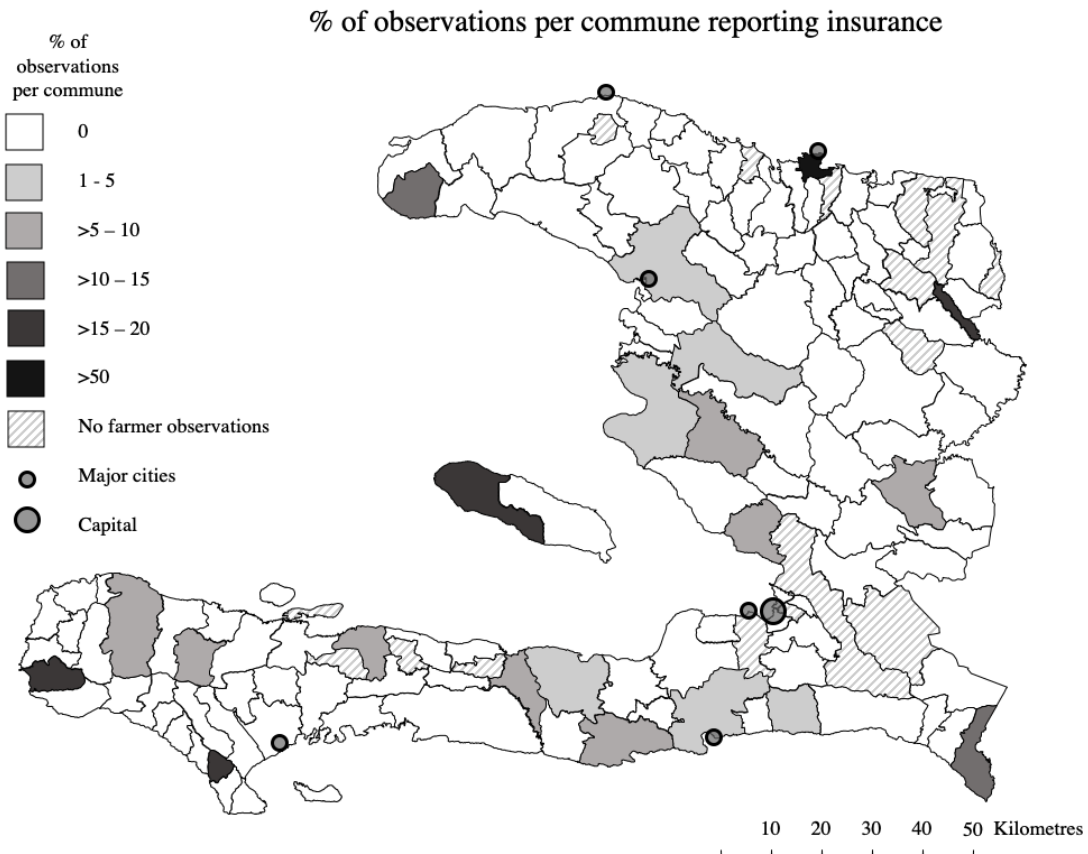 % of observations per commune reporting insurance
% of
observations
per commune
0
1 - 5
>5 – 10
>10 – 15
>15 – 20
>50
No farmer observations
Major cities
Capital
10 20 30 40 50 Kilometres